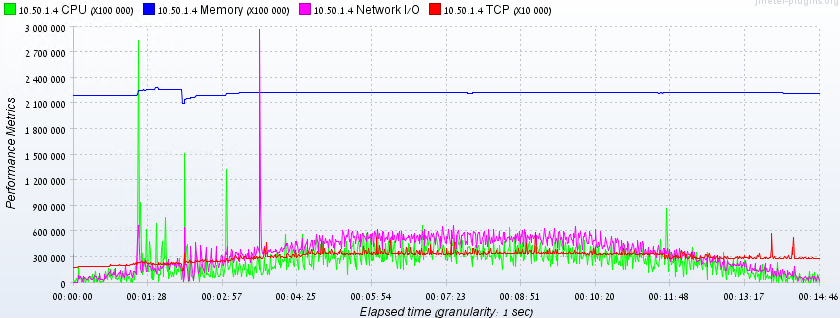 jmeter-plugins.org
10.50.1.4 CPU (X100 000) 10.50.1.4 Memory (X100 000) 10.50.1.4 Network I/O 10.50.1.4 TCP (X10 000)
Performance Metrics
3 000 000
2 700 000
2 400 000
2 100 000
1 800 000
1 500 000
1 200 000
900 000
600 000
300 000
0
00:00:00 00:01:28 00:02:57 00:04:25 00:05:54 00:07:23 00:08:51 00:10:20 00:11:48 00:13:17 00:14:46
Elapsed time (granularity: 1 sec)